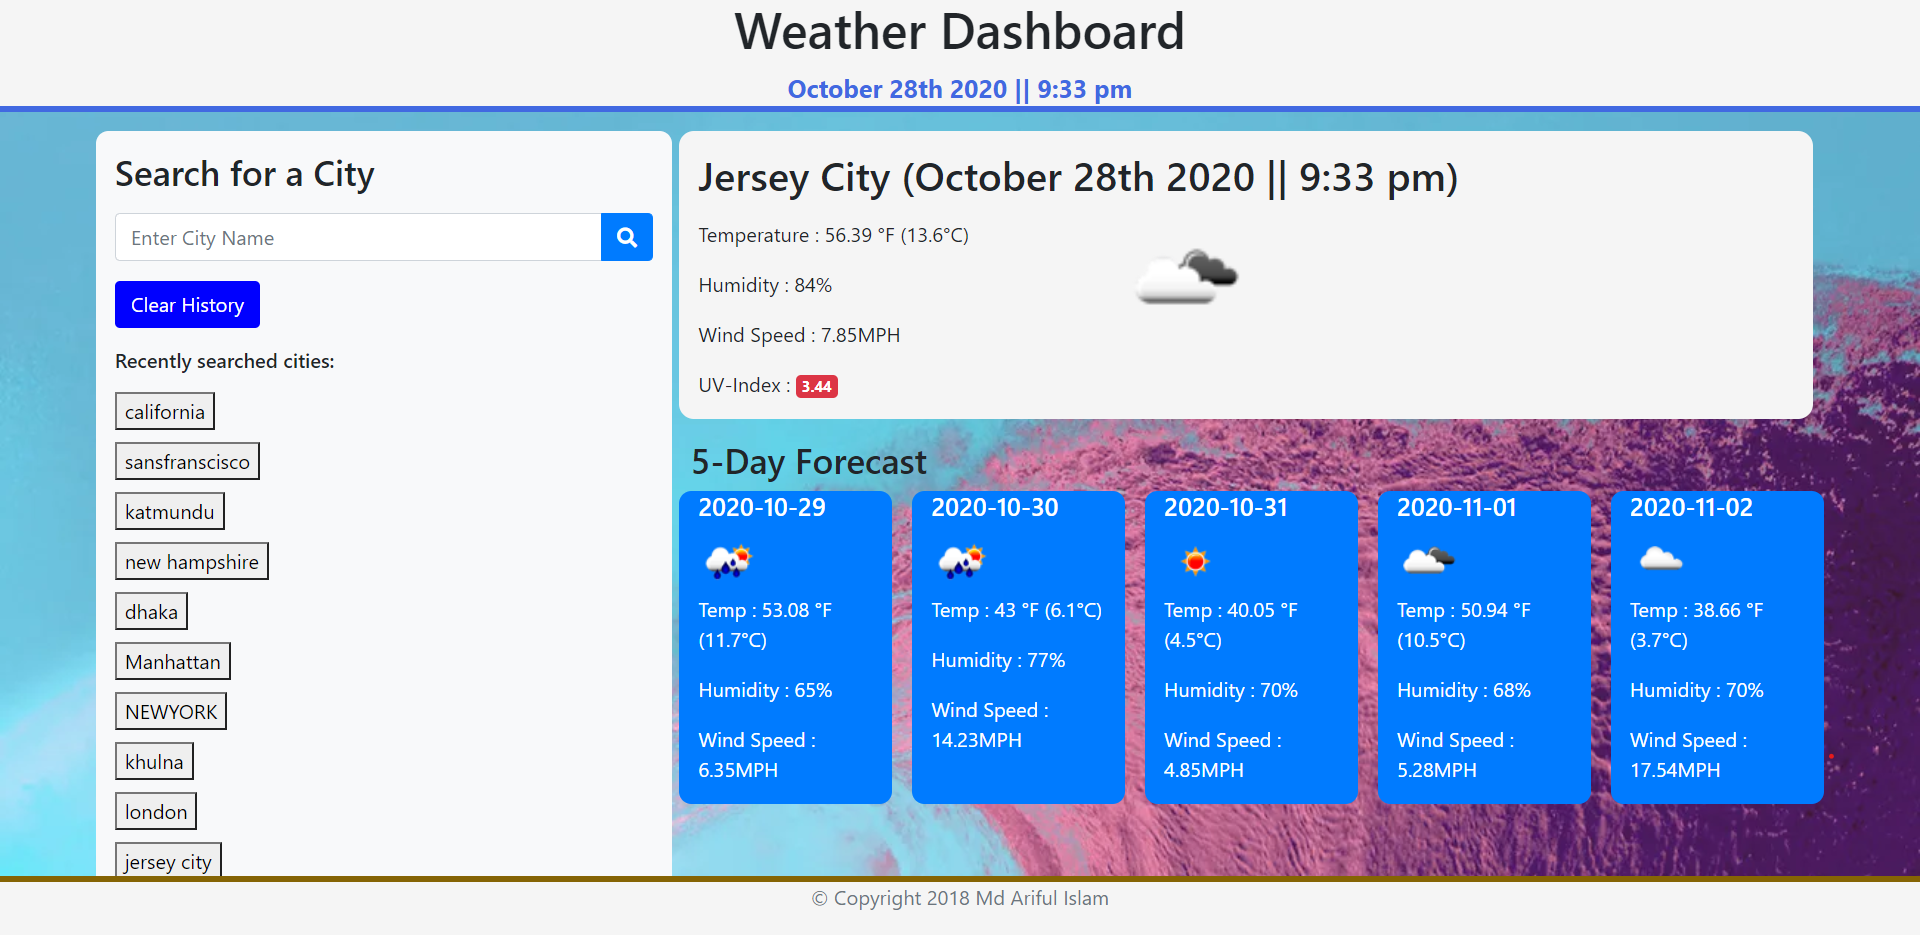 Weather Dashboard
October 28th 2020 || 9:33 pm
Search for a City
Enter City Name
Clear History
Recently searched cities:
california
sansfranscisco
katmundu
new hampshire
dhaka
Manhattan
NEWYORK
khulna
london
jersey city
Jersey City (October 28th 2020 || 9:33 pm)
Temperature : 56.39 °F (13.6°C)
Humidity : 84%
Wind Speed : 7.85MPH
UV-Index : 3.44
5-Day Forecast
2020-10-29
Temp : 53.08 °F
(11.7°C)
Humidity : 65%
Wind Speed :
6.35MPH
2020-10-30
Temp : 43 °F (6.1°C)
Humidity : 77%
Wind Speed :
14.23MPH
2020-10-31
Temp : 40.05 °F
(4.5°C)
Humidity : 70%
Wind Speed :
4.85MPH
2020-11-01
Temp : 50.94 °F
(10.5°C)
Humidity : 68%
Wind Speed :
5.28MPH
2020-11-02
Temp : 38.66 °F
(3.7°C)
Humidity : 70%
Wind Speed :
17.54MPH
© Copyright 2018 Md Ariful Islam